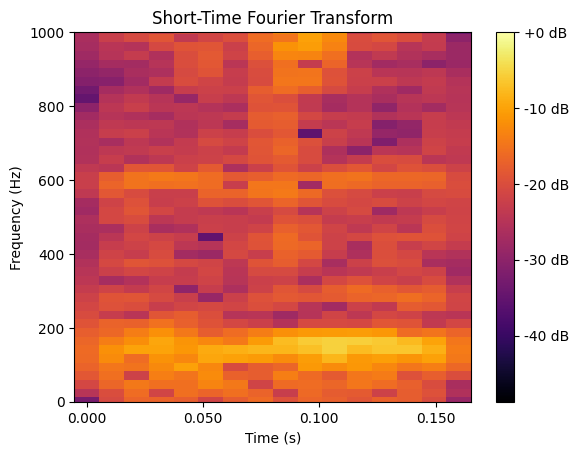 Short-Time Fourier Transform
1000
800
600
400
200
0
Frequency (Hz)
0.000
0.050
0.100
0.150
Time (s)
+0 dB
-10 dB
-20 dB
-30 dB
-40 dB